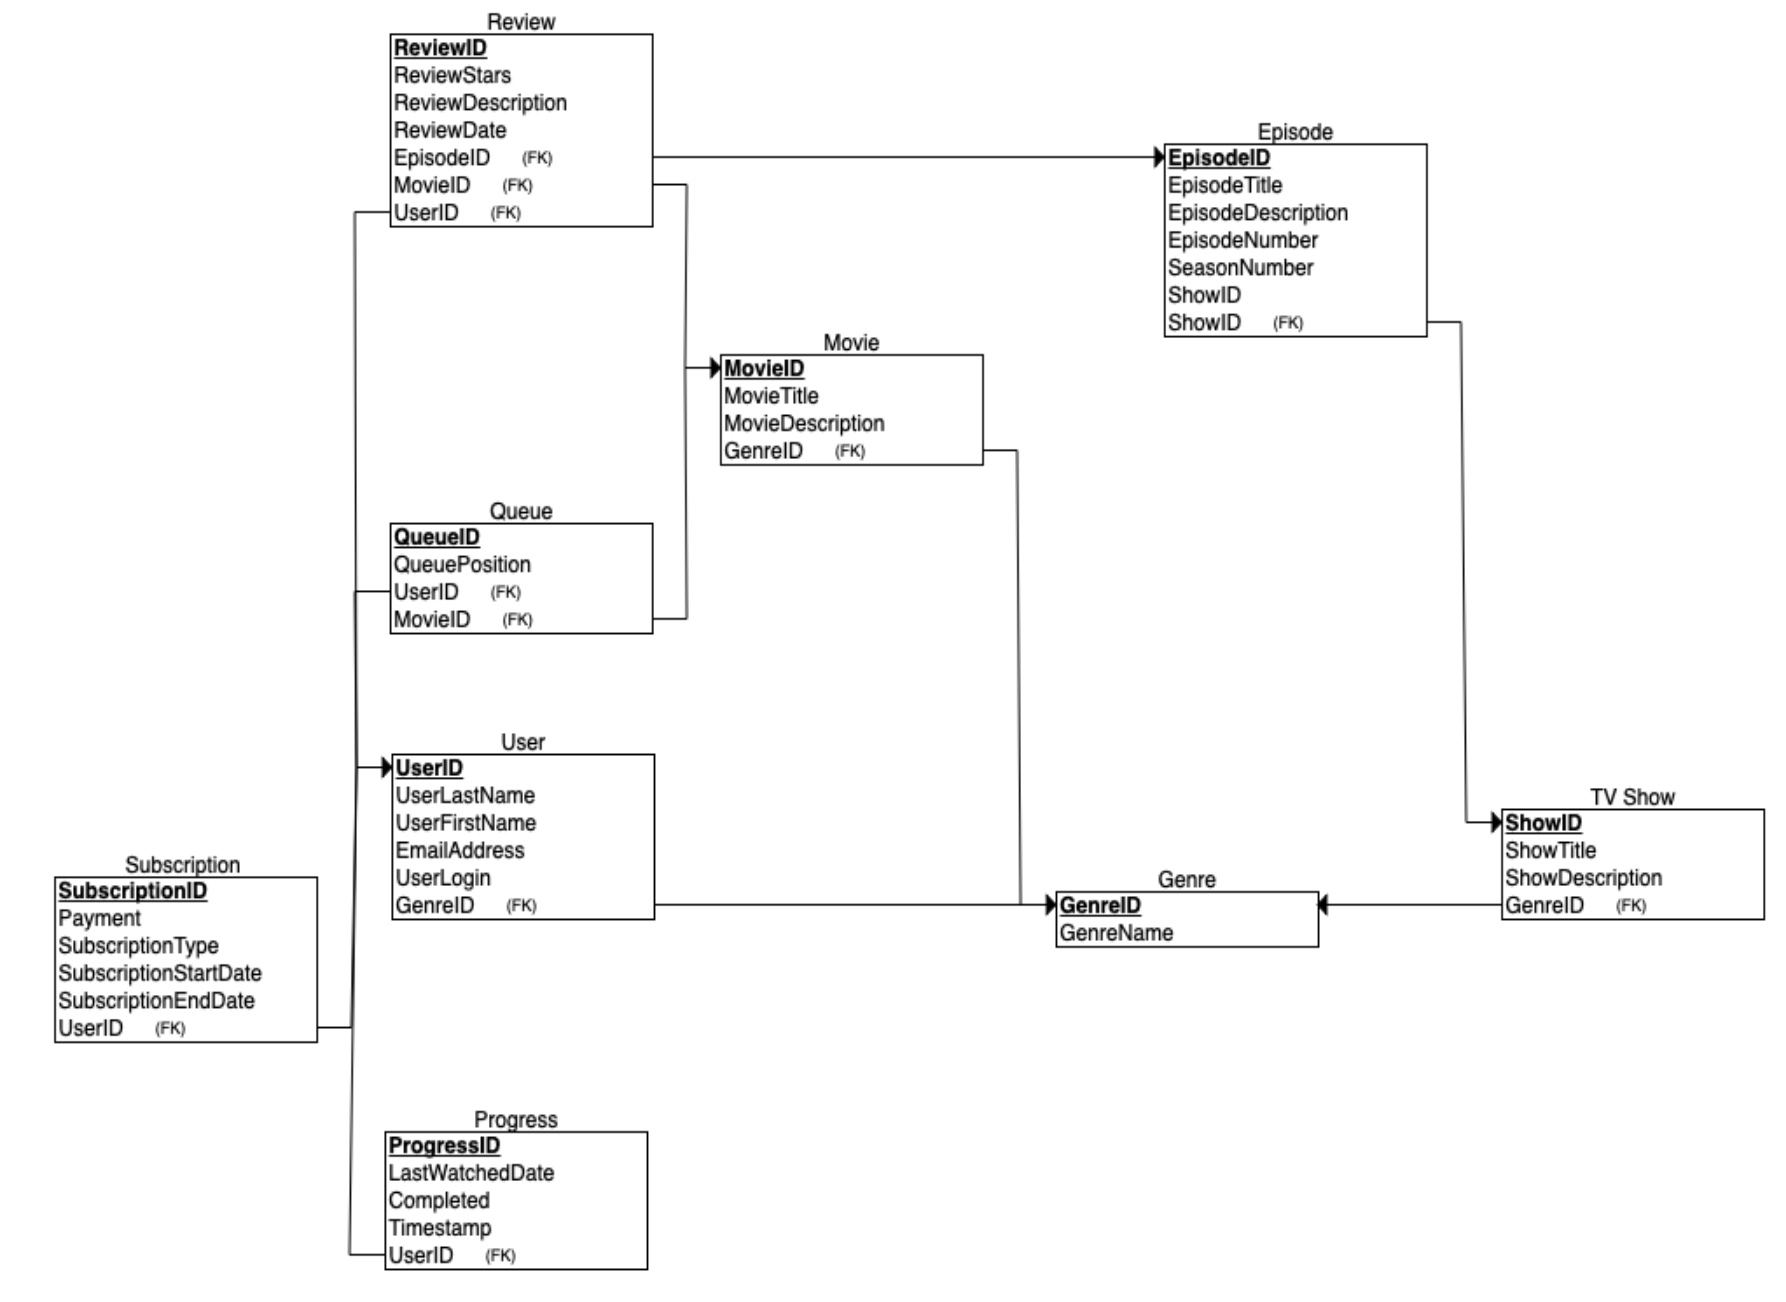 Review
ReviewID
ReviewStars
ReviewDescription
ReviewDate
EpisodeID (FK)
MovieID (FK)
UserID (FK)
Episode
EpisodeID
EpisodeTitle
EpisodeDescription
EpisodeNumber
SeasonNumber
ShowID
ShowID (FK)
Movie
MovieID
MovieTitle
MovieDescription
GenreID (FK)
Queue
QueueID
QueuePosition
UserID (FK)
MovieID (FK)
User
UserID
UserLastName
UserFirstName
EmailAddress
UserLogin
GenreID (FK)
TV Show
ShowID
ShowTitle
ShowDescription
GenreID (FK)
Subscription
SubscriptionID
Payment
SubscriptionType
SubscriptionStartDate
SubscriptionEndDate
UserID (FK)
Genre
GenreID
GenreName
Progress
ProgressID
LastWatchedDate
Completed
Timestamp
UserID (FK)